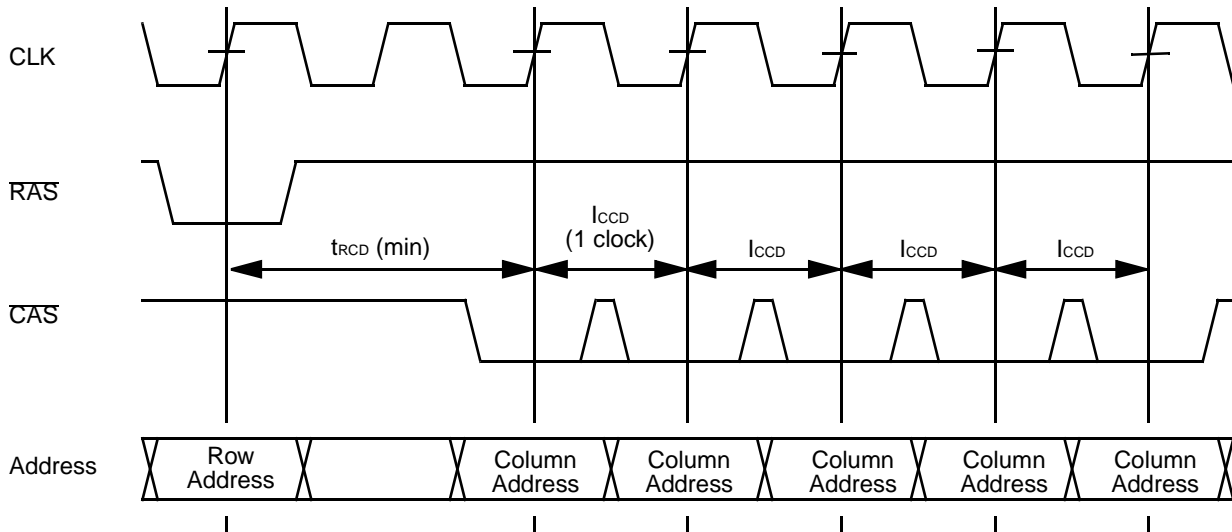 CLK
RAS
tRCD (min)
ICCD
(1 clock)
ICCD
ICCD
ICCD
CAS
Address
Row
Address
Column
Address
Column
Address
Column
Address
Column
Address
Column
Address